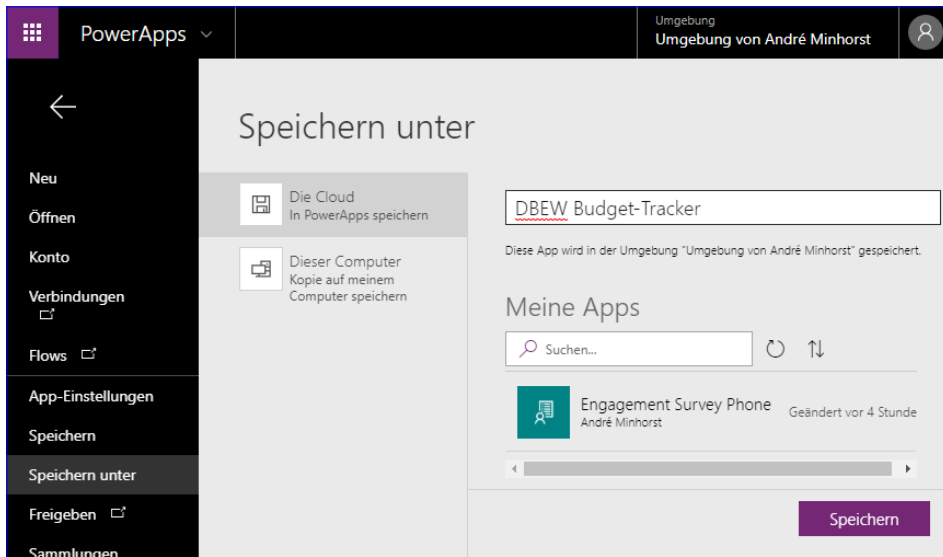 PowerApps
Umgebung
Umgebung von André Minhorst
Neu
Öffnen
Konto
Verbindungen
Flows
App-Einstellungen
Speichern
Speichern unter
Freigeben
Sammlungen
Speichern unter
Die Cloud
In PowerApps speichern
Dieser Computer
Kopie auf meinem
Computer speichern
DBEW Budget-Tracker
Diese App wird in der Umgebung "Umgebung von André Minhorst" gespeichert.
Meine Apps
Suchen...
Engagement Survey Phone
André Minhorst
Geändert vor 4 Stunde
Speichern